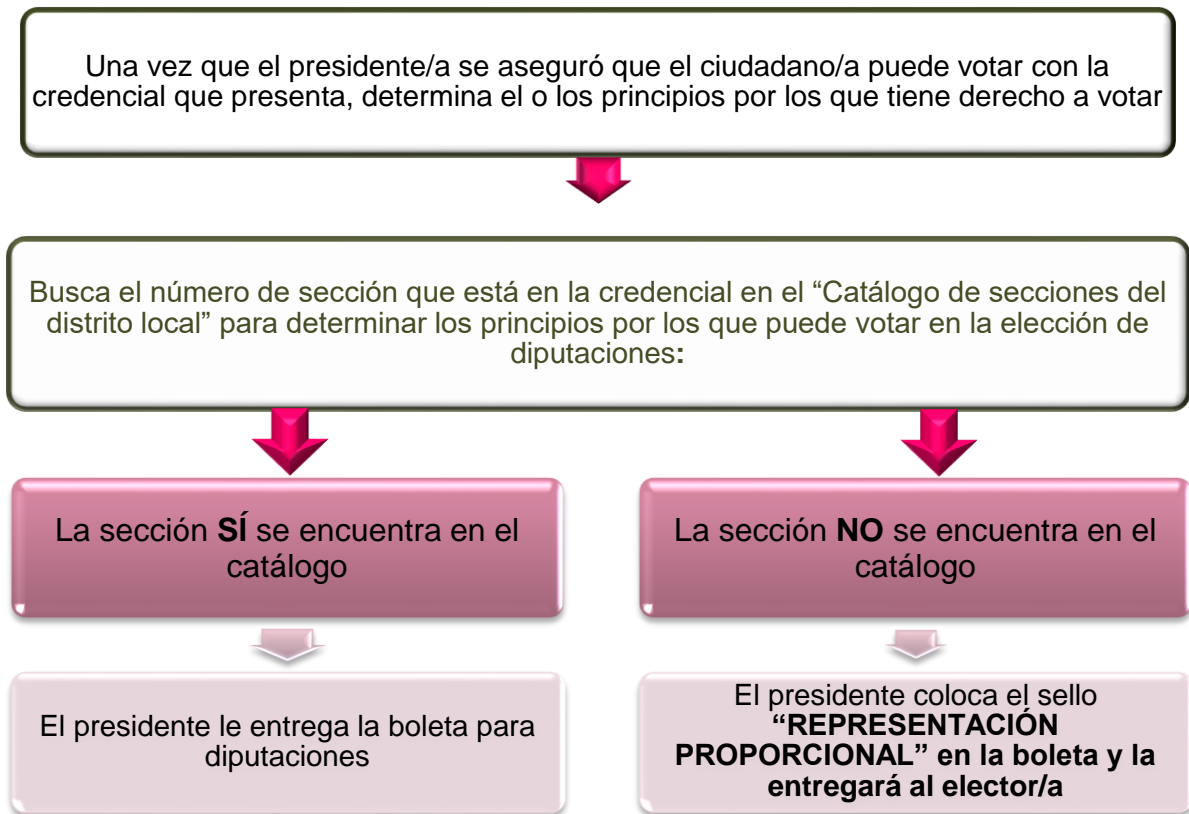 Una vez que el presidente/a se aseguró que el ciudadano/a puede votar con la
credencial que presenta, determina el o los principios por los que tiene derecho a votar
Busca el número de sección que está en la credencial en el “Catálogo de secciones del
distrito local” para determinar los principios por los que puede votar en la elección de
diputaciones:
La sección SÍ se encuentra en el
catálogo
La sección NO se encuentra en el
catálogo
El presidente le entrega la boleta para
diputaciones
El presidente coloca el sello
“REPRESENTACIÓN
PROPORCIONAL” en la boleta y la
entregará al elector/a